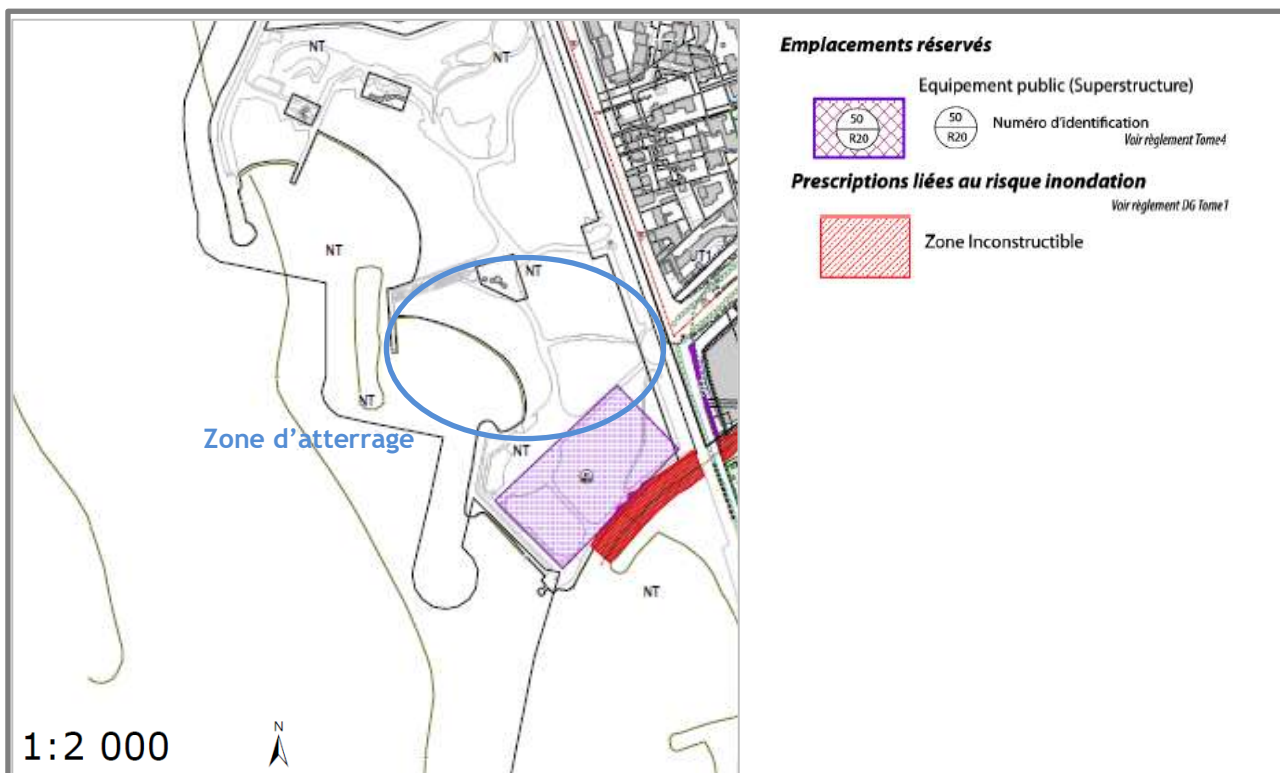 NT
NT
NT
NT
NT
NT
NT
Zone d'atterrage
1:2 000
N
Emplacements réservés
Equipement public (Superstructure)
50
R20
50
R20
Numéro d'identification
Voir règlement Tome4
Prescriptions liées au risque inondation
Voir règlement DG Tome1
Zone Inconstructible